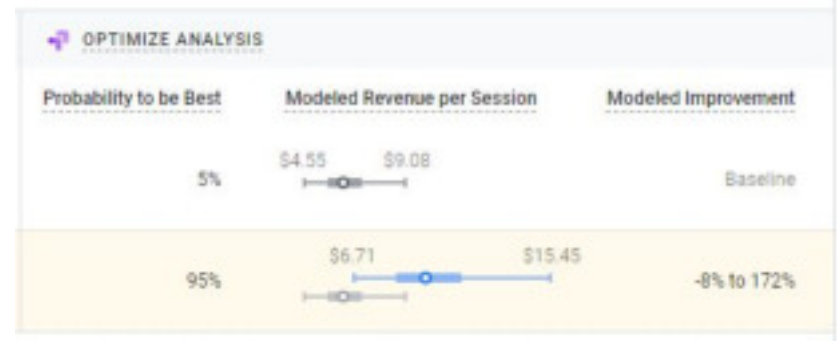 OPTIMIZE ANALYSIS
Probability to be Best Modeled Revenue per Session Modeled Improvement
$4.55 $9.08
5% Baseline
$6.71 $15.45
95% -8% to 172%